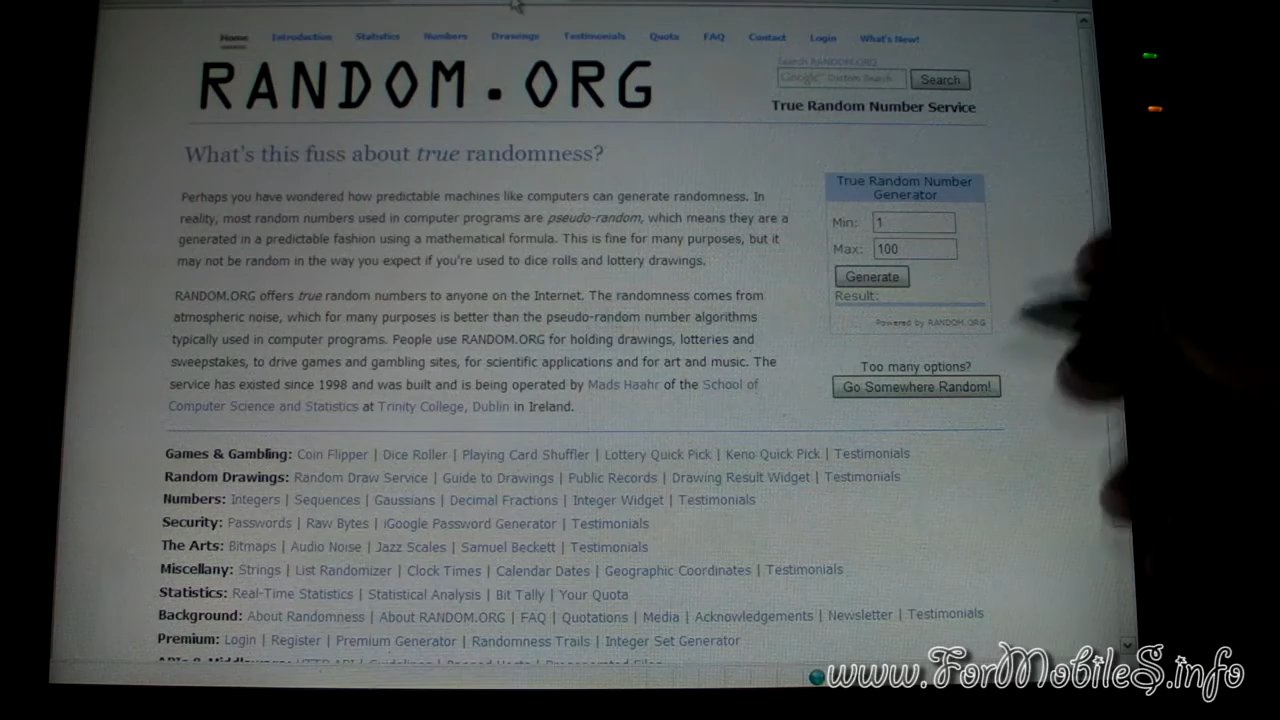 Home Introduction Statistics Numbers Drawings Testimonials Quota FAQ Contact Login What's New!
RANDOM.ORG
Search RANDOM.ORG
Google™ Custom Search Search
True Random Number Service
What's this fuss about true randomness?
Perhaps you have wondered how predictable machines like computers can generate randomness. In
reality, most random numbers used in computer programs are pseudo-random, which means they are a
generated in a predictable fashion using a mathematical formula. This is fine for many purposes, but it
may not be random in the way you expect if you're used to dice rolls and lottery drawings.
RANDOM.ORG offers true random numbers to anyone on the Internet. The randomness comes from
atmospheric noise, which for many purposes is better than the pseudo-random number algorithms
typically used in computer programs. People use RANDOM.ORG for holding drawings, lotteries and
sweepstakes, to drive games and gambling sites, for scientific applications and for art and music. The
service has existed since 1998 and was built and is being operated by Mads Haahr of the School of
Computer Science and Statistics at Trinity College, Dublin in Ireland.
True Random Number
Generator
Min: 1
Max: 100
Generate
Result:
Powered by RANDOM.ORG
Too many options?
Go Somewhere Random!
Games & Gambling: Coin Flipper | Dice Roller | Playing Card Shuffler | Lottery Quick Pick | Keno Quick Pick | Testimonials
Random Drawings: Random Draw Service | Guide to Drawings | Public Records | Drawing Result Widget | Testimonials
Numbers: Integers | Sequences | Gaussians | Decimal Fractions | Integer Widget | Testimonials
Security: Passwords | Raw Bytes | iGoogle Password Generator | Testimonials
The Arts: Bitmaps | Audio Noise | Jazz Scales | Samuel Beckett | Testimonials
Miscellany: Strings | List Randomizer | Clock Times | Calendar Dates | Geographic Coordinates | Testimonials
Statistics: Real-Time Statistics | Statistical Analysis | Bit Tally | Your Quota
Background: About Randomness | About RANDOM.ORG | FAQ | Quotations | Media | Acknowledgements | Newsletter | Testimonials
Premium: Login | Register | Premium Generator | Randomness Trails | Integer Set Generator
www.ForMobileS.info